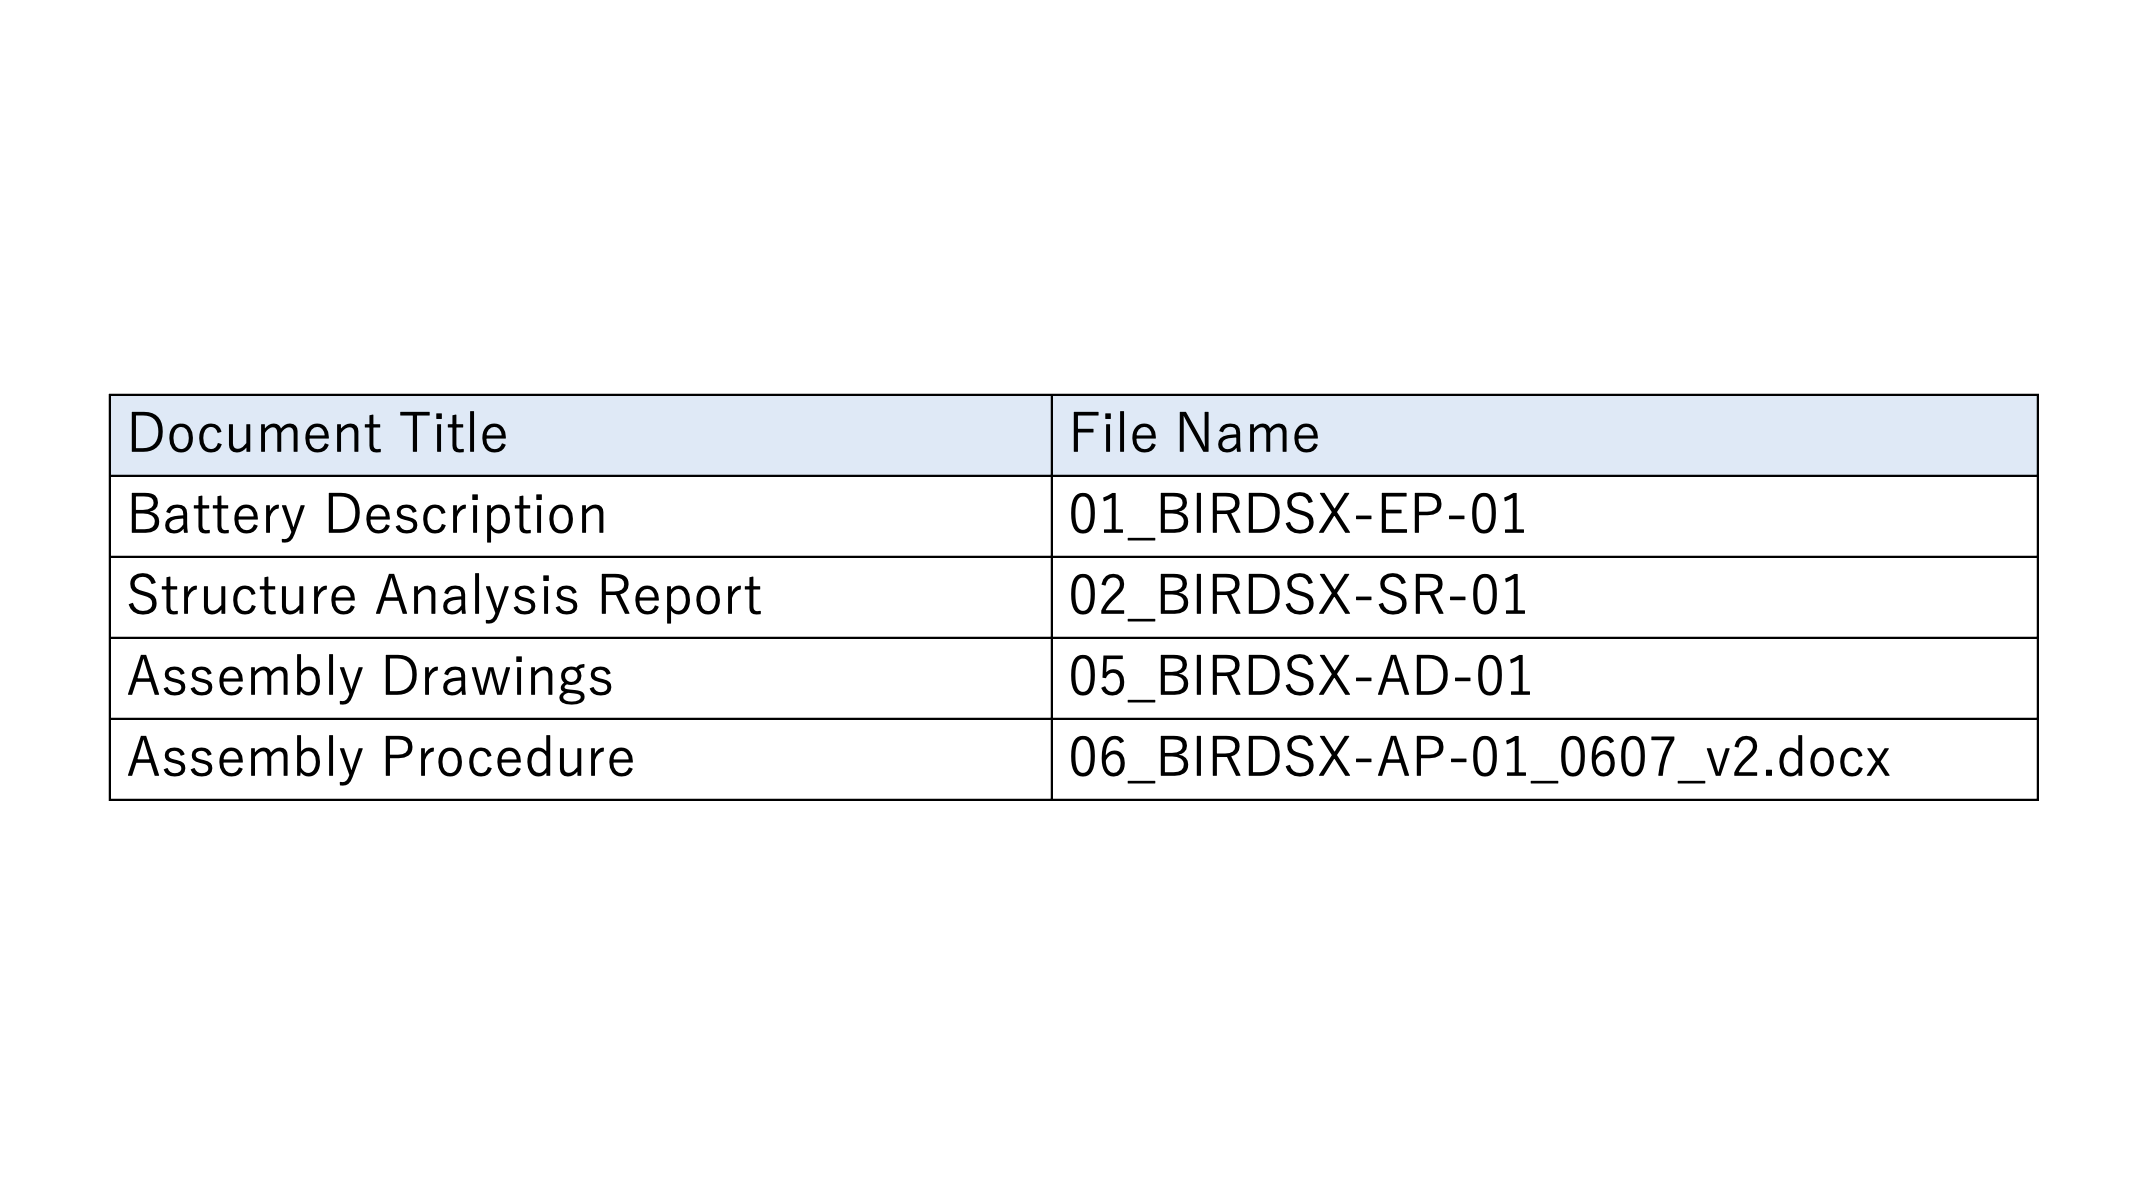 Document Title File Name
Battery Description 01_BIRDSX-EP-01
Structure Analysis Report 02_BIRDSX-SR-01
Assembly Drawings 05_BIRDSX-AD-01
Assembly Procedure 06_BIRDSX-AP-01_0607_v2.docx